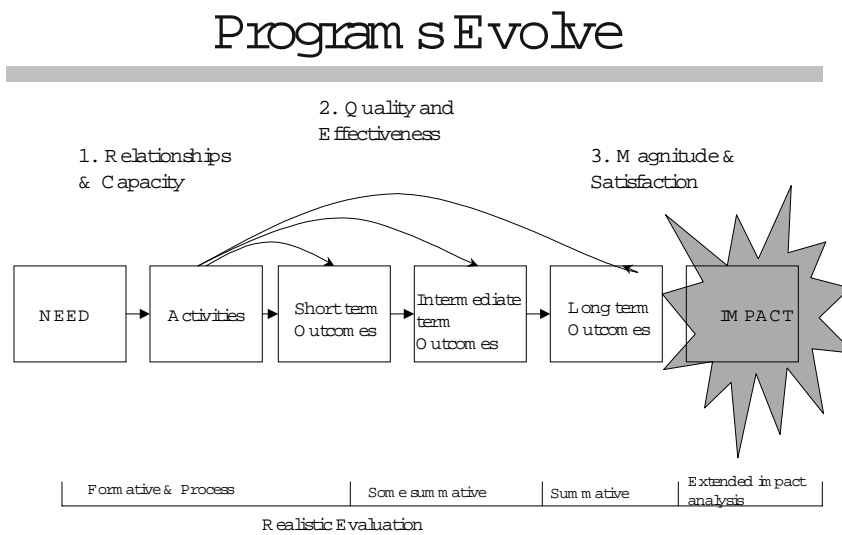 Programs Evolve
2. Quality and
Effectiveness
1. Relationships
& Capacity
3. Magnitude &
Satisfaction
NEED
Activities
Short term
Outcomes
Intermediate
term
Outcomes
Long term
Outcomes
IMPACT
Formative & Process
Some summative
Summative
Extended impact
analysis
Realistic Evaluation